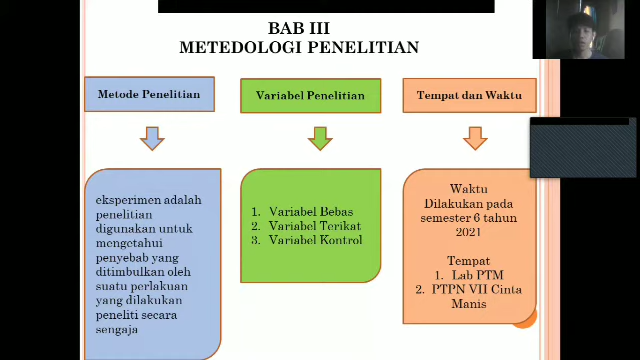 BAB III
METEDOLOGI PENELITIAN
Metode Penelitian
eksperimen adalah
penelitian
digunakan untuk
mengetahui
penyebab yang
ditimbulkan oleh
suatu perlakuan
yang dilakukan
peneliti secara
sengaja
Variabel Penelitian
1. Variabel Bebas
2. Variabel Terikat
3. Variabel Kontrol
Tempat dan Waktu
Waktu
Dilakukan pada
semester 6 tahun
2021
Tempat
1. Lab PTM
2. PTPN VII Cinta
Manis